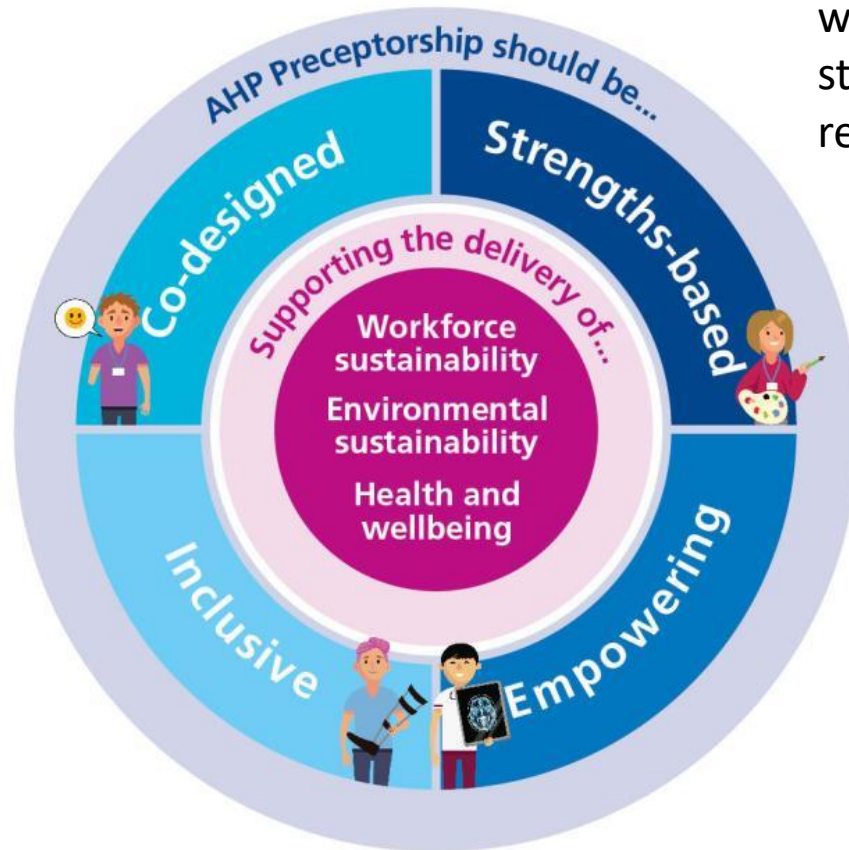 AHP Preceptorship should be...
Co-designed
Strengths-based
Supporting the delivery of...
Workforce
sustainability
Environmental
sustainability
Health and
wellbeing
Inclusive
Empowering